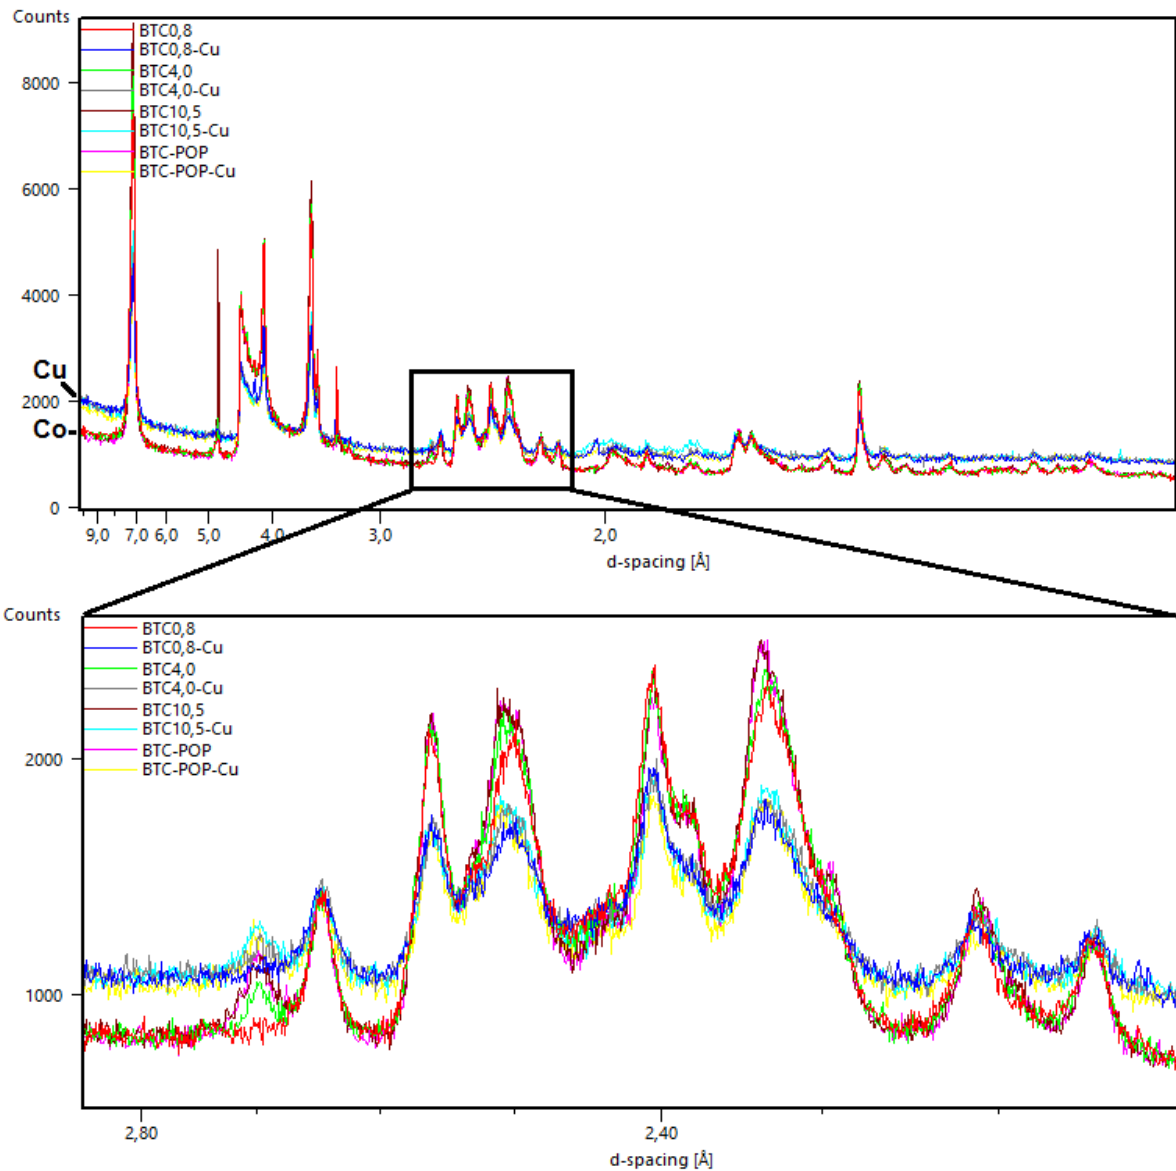 Counts
BTC0,8
BTC0,8-Cu
BTC4,0
BTC4,0-Cu
BTC10,5
BTC10,5-Cu
BTC-POP
BTC-POP-Cu
8000
6000
4000
Cu
2000
Co
0
9,0 7,0 6,0 5,0 4,0 3,0 2,0
d-spacing [Å]
Counts
BTC0,8
BTC0,8-Cu
BTC4,0
BTC4,0-Cu
BTC10,5
BTC10,5-Cu
BTC-POP
BTC-POP-Cu
2000
1000
2,80 2,40
d-spacing [Å]